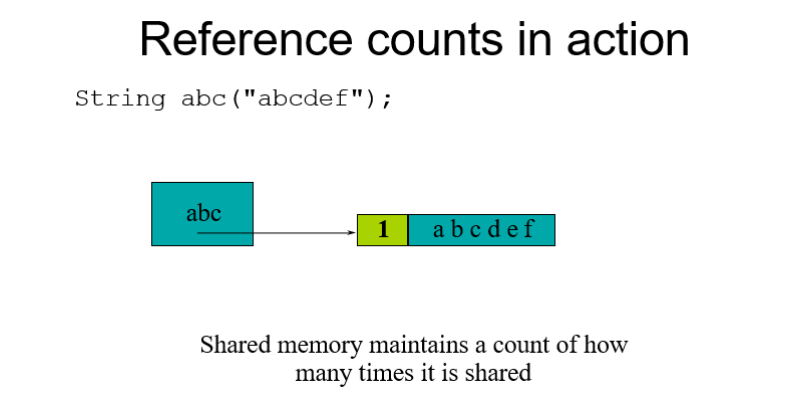 Reference counts in action
String abc("abcdef");
abc
1 a b c d e f
Shared memory maintains a count of how
many times it is shared